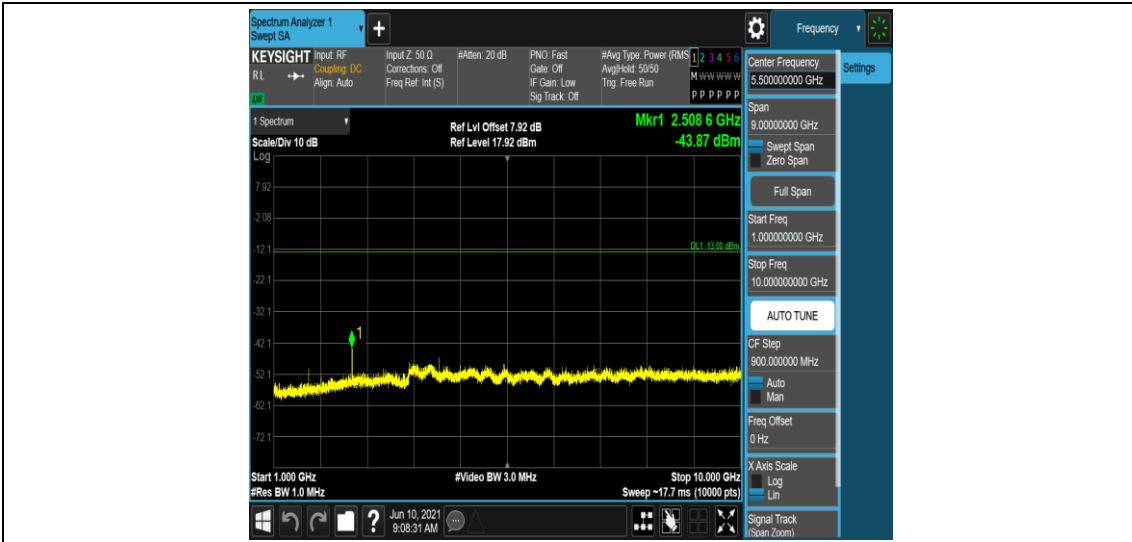 Spectrum Analyzer 1
Swept SA
+
Frequency
KEYSIGHT
RL
LXI
Input: RF
Coupling: DC
Align: Auto
Input Z: 50 Ω
Corrections: Off
Freq Ref: Int (S)
#Atten: 20 dB
PNO: Fast
Gate: Off
IF Gain: Low
Sig Track: Off
#Avg Type: Power (RMS
Avg|Hold: 50/50
Trig: Free Run
1 2 3 4 5 6
M W W W W W
P P P P P P
1 Spectrum
Scale/Div 10 dB
Log
Ref Lvl Offset 7.92 dB
Ref Level 17.92 dBm
Mkr1 2.508 6 GHz
-43.87 dBm
7.92
-2.08
-12.1
DL1 -13.00 dBm
-22.1
-32.1
1
-42.1
-52.1
-62.1
-72.1
Start 1.000 GHz
#Res BW 1.0 MHz
#Video BW 3.0 MHz
Stop 10.000 GHz
Sweep ~17.7 ms (10000 pts)
?
Jun 10, 2021
9:08:31 AM
Center Frequency
5.500000000 GHz
Settings
Span
9.00000000 GHz
Swept Span
Zero Span
Full Span
Start Freq
1.000000000 GHz
Stop Freq
10.000000000 GHz
AUTO TUNE
CF Step
900.000000 MHz
Auto
Man
Freq Offset
0 Hz
X Axis Scale
Log
Lin
Signal Track
(Span Zoom)